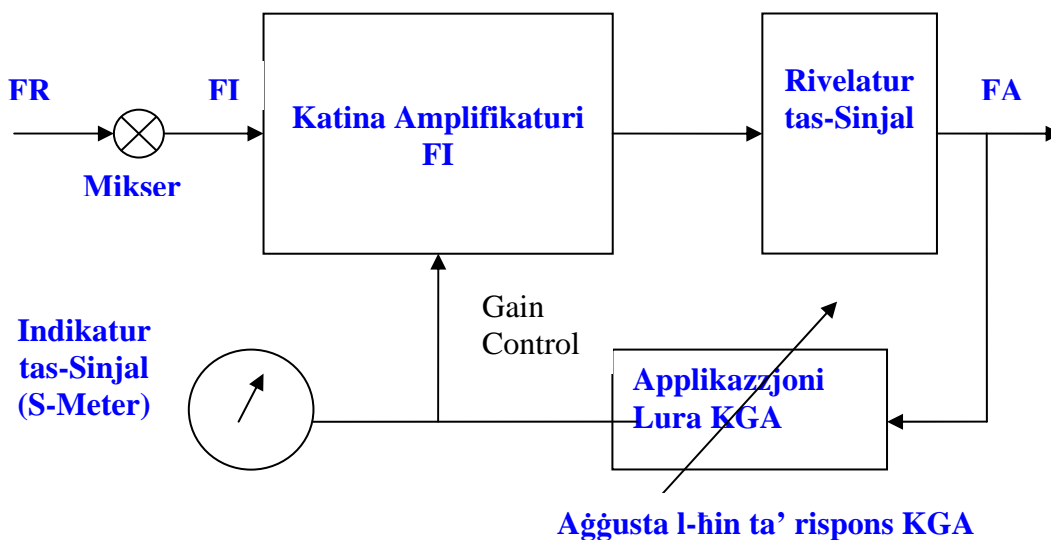 FR
FI
Mikser
Katina Amplifikaturi
FI
Rivelatur
tas-Sinjal
FA
Gain
Control
Indikatur
tas-Sinjal
(S-Meter)
Applikazzjoni
Lura KGA
Aġġusta l-ħin ta’ rispons KGA